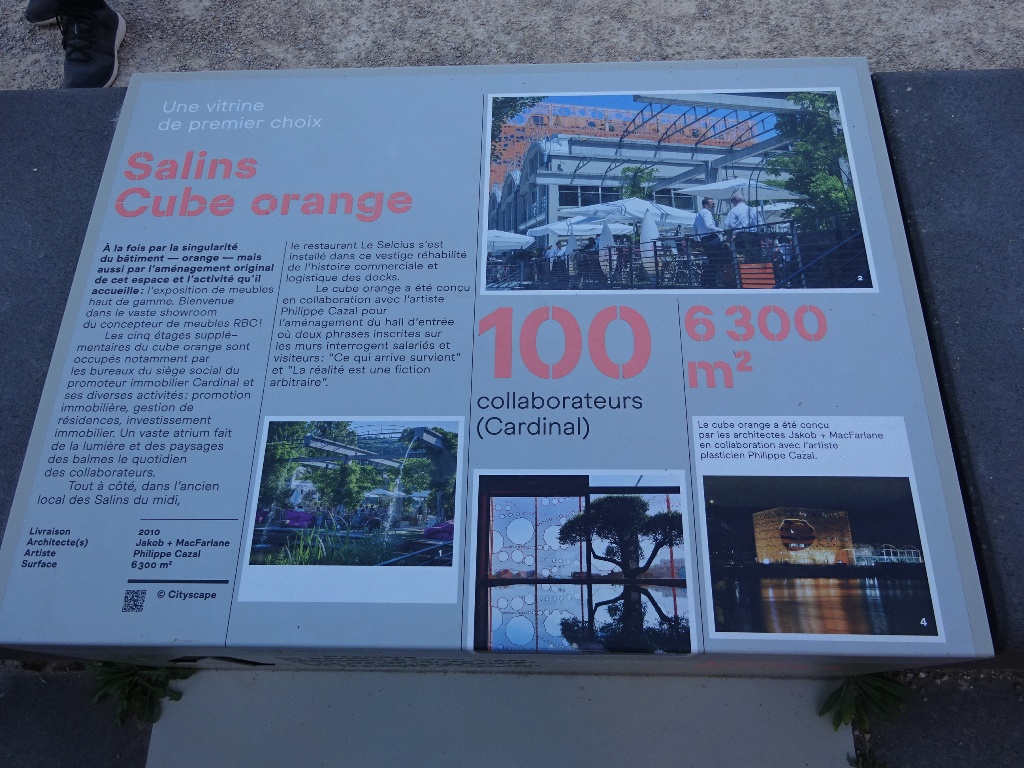 Une vitrine
de premier choix
Salins
Cube orange
À la fois par la singularité
du bâtiment — orange — mais
aussi par l'aménagement original
de cet espace et l'activité qu'il
accueille : l'exposition de meubles
haut de gamme. Bienvenue
dans le vaste showroom
du concepteur de meubles RBC !
Les cinq étages supplé-
mentaires du cube orange sont
occupés notamment par
les bureaux du siège social du
promoteur immobilier Cardinal et
ses diverses activités : promotion
immobilière, gestion de
résidences, investissement
immobilier. Un vaste atrium fait
de la lumière et des paysages
des balmes le quotidien
des collaborateurs.
Tout à côté, dans l'ancien
local des Salins du midi,
le restaurant Le Selcius s'est
installé dans ce vestige réhabilité
de l'histoire commerciale et
logistique des docks.
Le cube orange a été conçu
en collaboration avec l'artiste
Philippe Cazal pour
l'aménagement du hall d'entrée
où deux phrases inscrites sur
les murs interrogent salariés et
visiteurs : "Ce qui arrive survient"
et "La réalité est une fiction
arbitraire".
Livraison 2010
Architecte(s) Jakob + MacFarlane
Artiste Philippe Cazal
Surface 6300 m²
© Cityscape
1
2
100
collaborateurs
(Cardinal)
6 300
m²
Le cube orange a été conçu
par les architectes Jakob + MacFarlane
en collaboration avec l'artiste
plasticien Philippe Cazal.
4